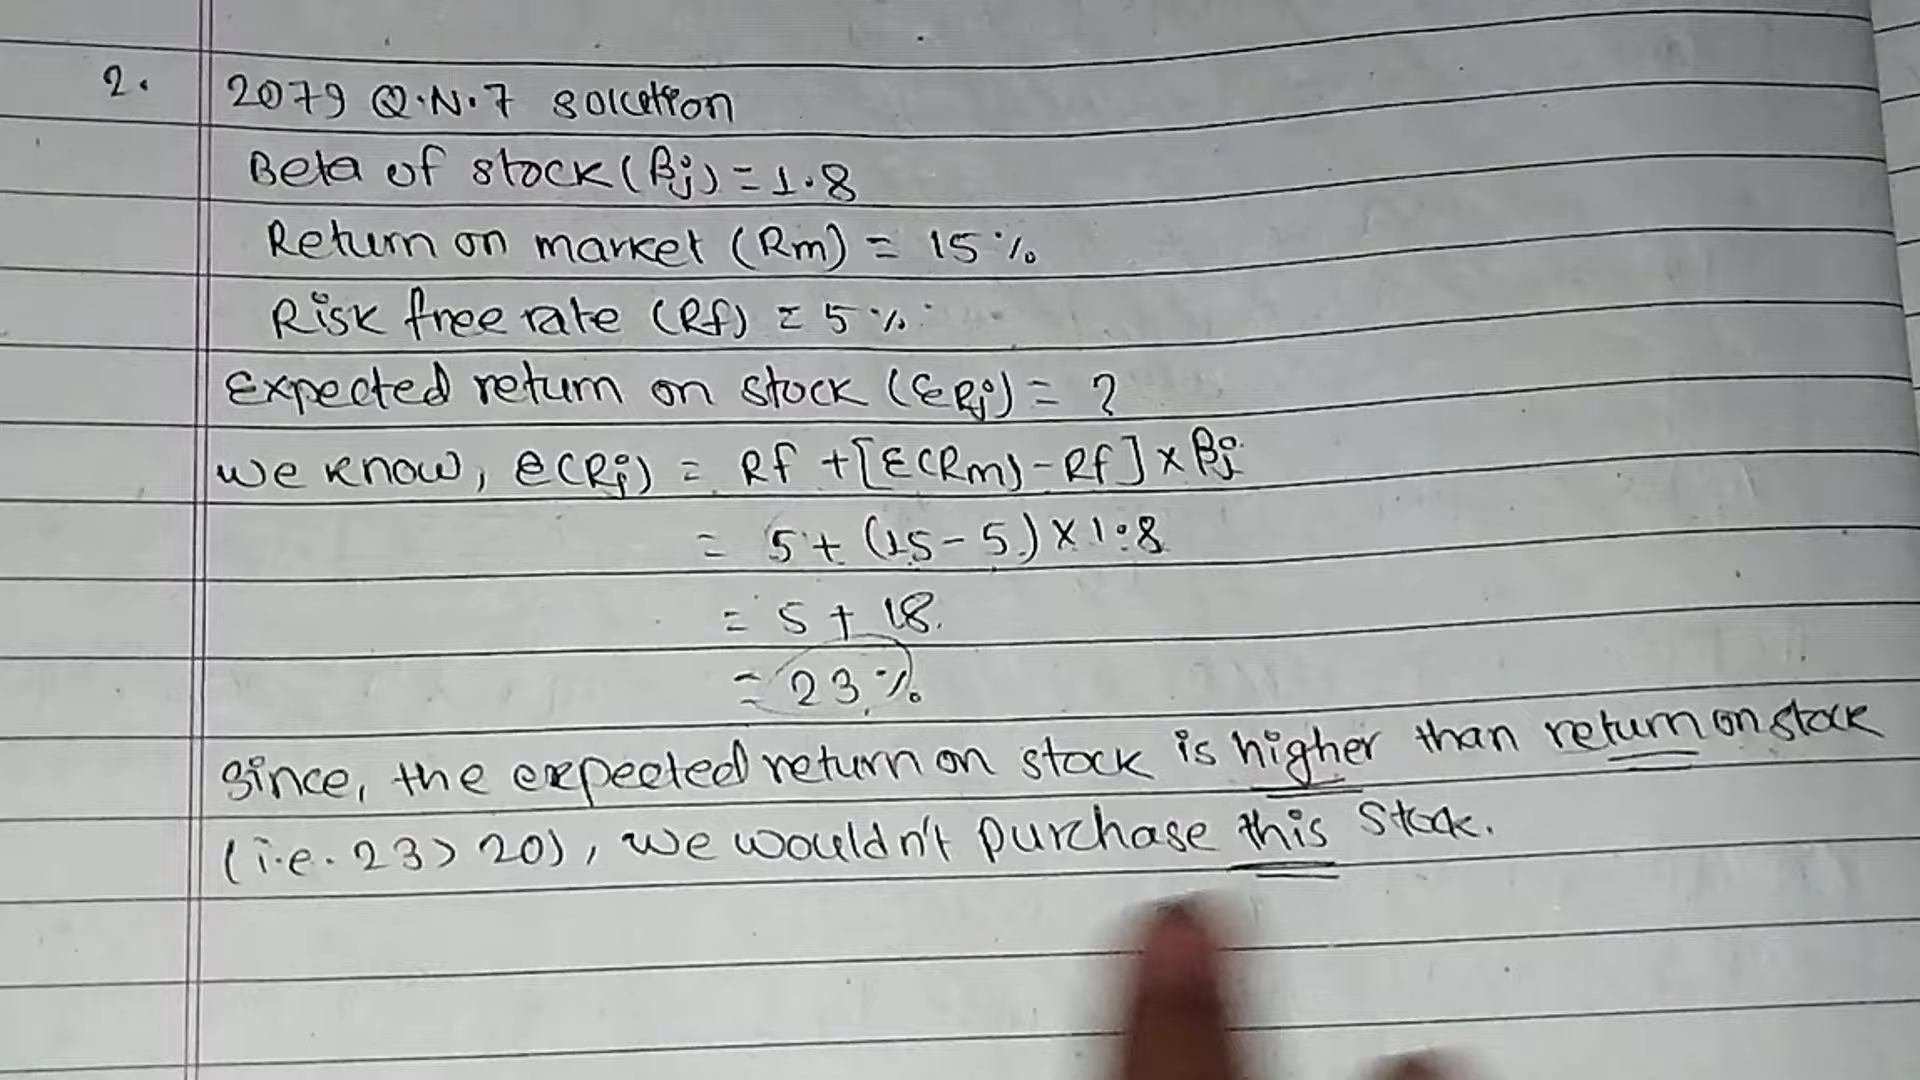 2. 2079 Q.N.7 solution
Beta of stock (βj) = 1.8
Return on market (Rm) = 15%
Risk free rate (Rf) = 5%
Expected return on stock (ERj) = ?
we know, e(Rj) = Rf + [E(Rm) - Rf] × βj
= 5 + (15 - 5) × 1.8
= 5 + 18
= 23%
Since, the expected return on stock is higher than return on stock
(i.e. 23 > 20), we wouldn't purchase this stock.